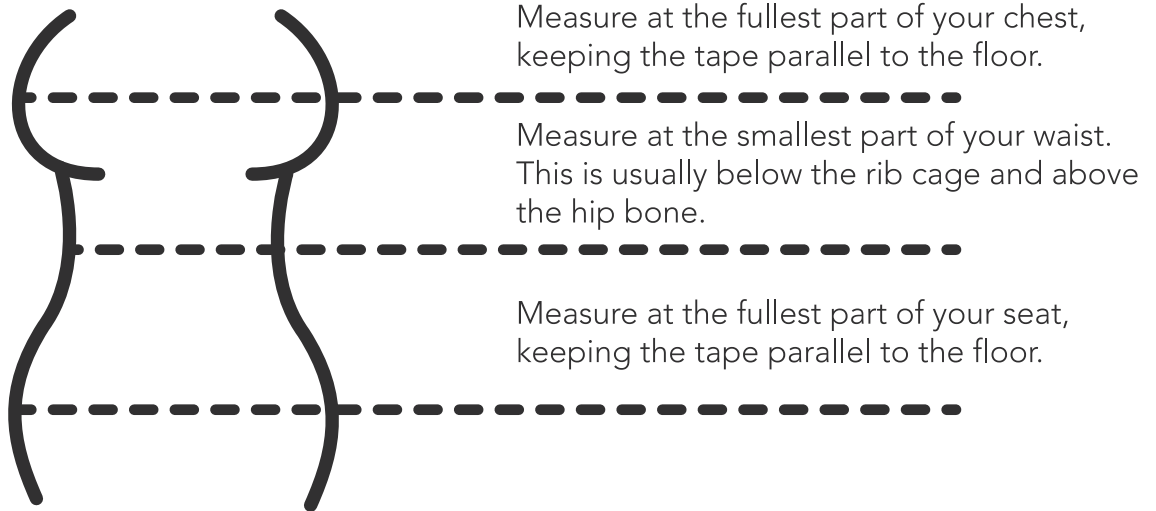 Measure at the fullest part of your chest,
keeping the tape parallel to the floor.
Measure at the smallest part of your waist.
This is usually below the rib cage and above
the hip bone.
Measure at the fullest part of your seat,
keeping the tape parallel to the floor.